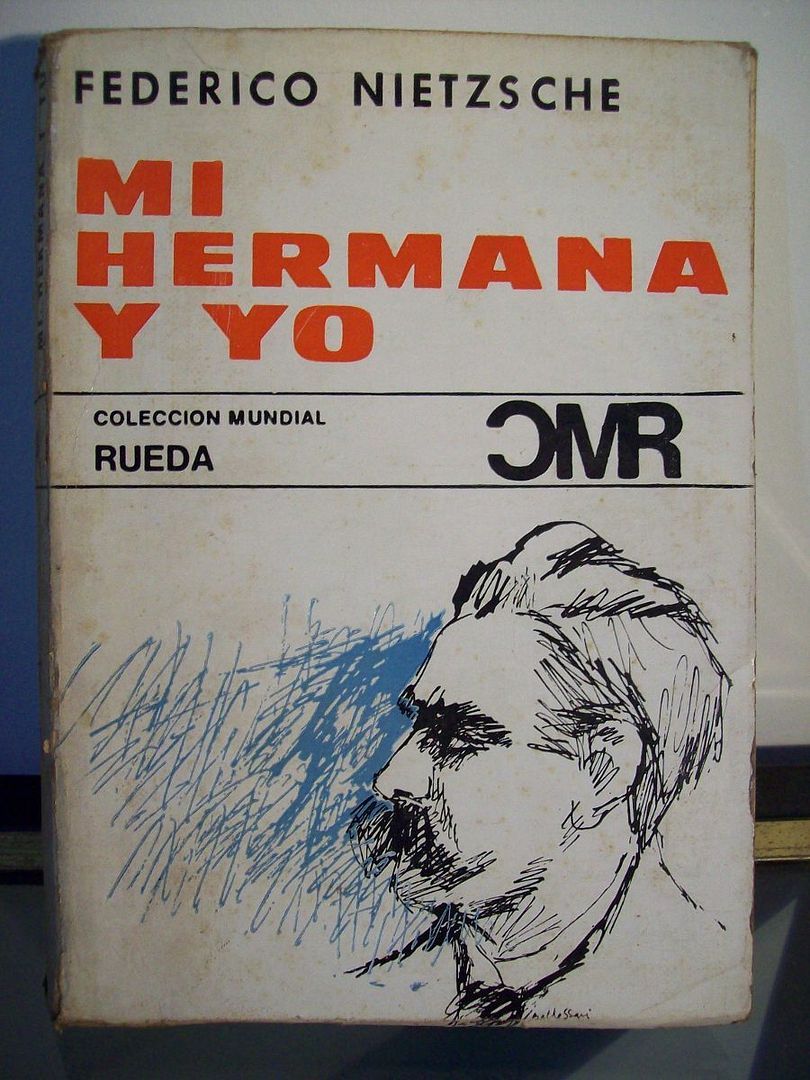 FEDERICO NIETZSCHE
MI
HERMANA
Y YO
COLECCION MUNDIAL
RUEDA
CMR